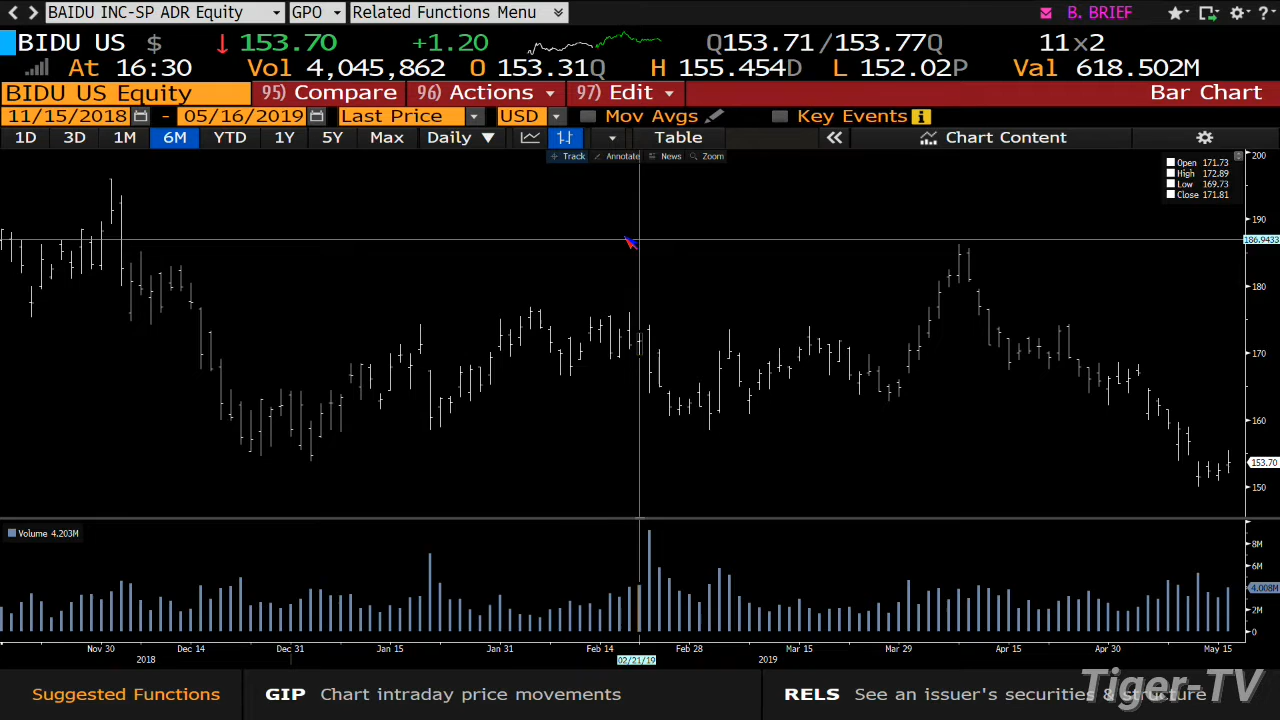 BAIDU INC-SP ADR Equity GPO Related Functions Menu B. BRIEF ?
BIDU US $ ↓ 153.70 +1.20 Q153.71/153.77Q 11x2
At 16:30 Vol 4,045,862 O 153.31Q H 155.454D L 152.02P Val 618.502M
BIDU US Equity 95) Compare 96) Actions 97) Edit Bar Chart
11/15/2018 - 05/16/2019 Last Price USD Mov Avgs Key Events i
1D 3D 1M 6M YTD 1Y 5Y Max Daily ▼ Table « Chart Content
Track Annotate News Zoom
200
Open 171.73
High 172.89
Low 169.73
Close 171.81
190
186.9433
180
170
160
153.70
150
Volume 4.203M
8M
6M
4.008M
2M
0
Nov 30 Dec 14 Dec 31 Jan 15 Jan 31 Feb 14 Feb 28 Mar 15 Mar 29 Apr 15 Apr 30 May 15
2018 02/21/19 2019
Suggested Functions GIP Chart intraday price movements RELS See an issuer's securities & structure
Tiger-TV